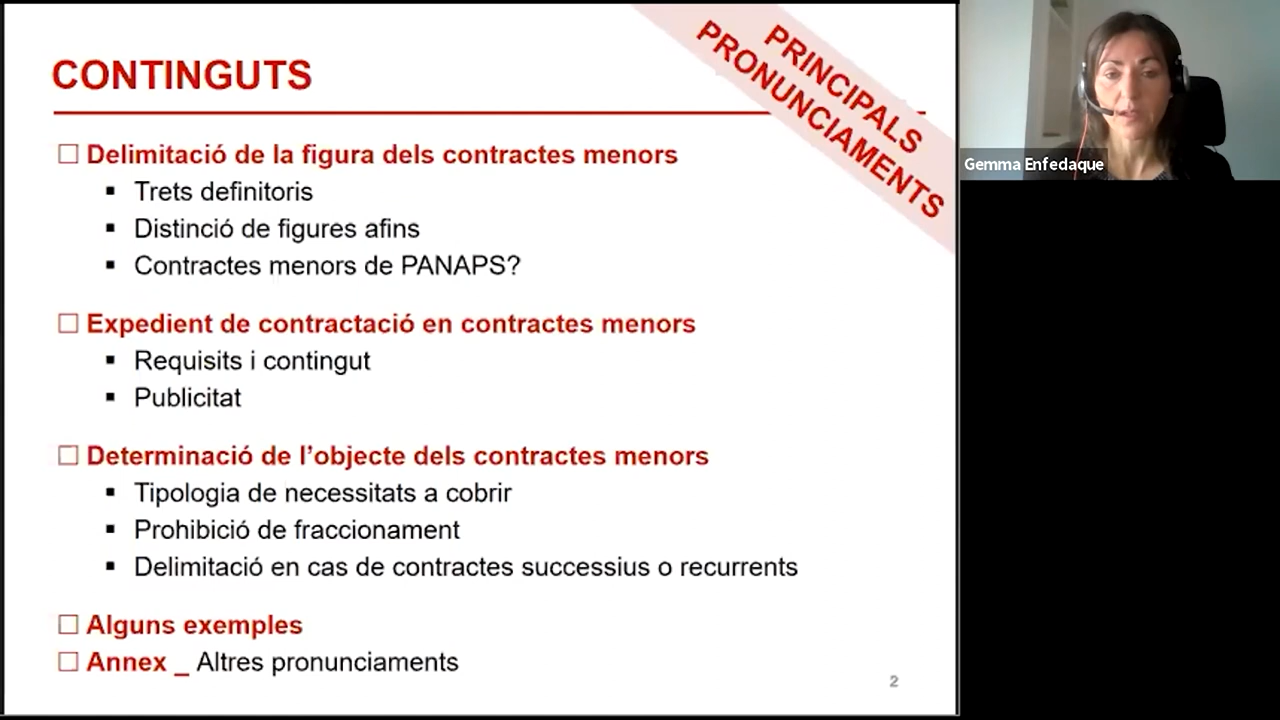 CONTINGUTS
PRINCIPALS
PRONUNCIAMENTS
☐ Delimitació de la figura dels contractes menors
▪ Trets definitoris
▪ Distinció de figures afins
▪ Contractes menors de PANAPS?
☐ Expedient de contractació en contractes menors
▪ Requisits i contingut
▪ Publicitat
☐ Determinació de l’objecte dels contractes menors
▪ Tipologia de necessitats a cobrir
▪ Prohibició de fraccionament
▪ Delimitació en cas de contractes successius o recurrents
☐ Alguns exemples
☐ Annex _ Altres pronunciaments
2
Gemma Enfedaque